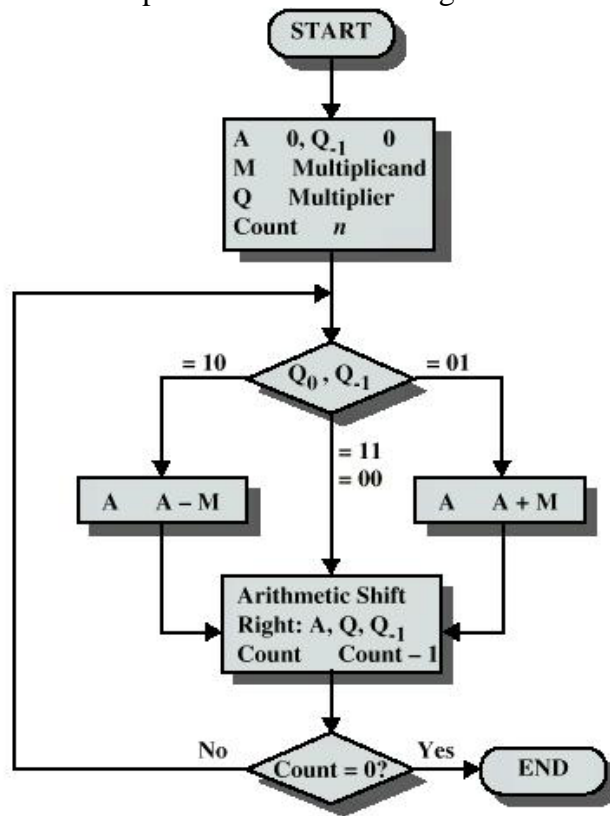 START
A 0, Q-1 0
M Multiplicand
Q Multiplier
Count n
= 10
Q0 , Q-1
= 01
= 11
= 00
A A – M
A A + M
Arithmetic Shift
Right: A, Q, Q-1
Count Count – 1
No
Count = 0?
Yes
END